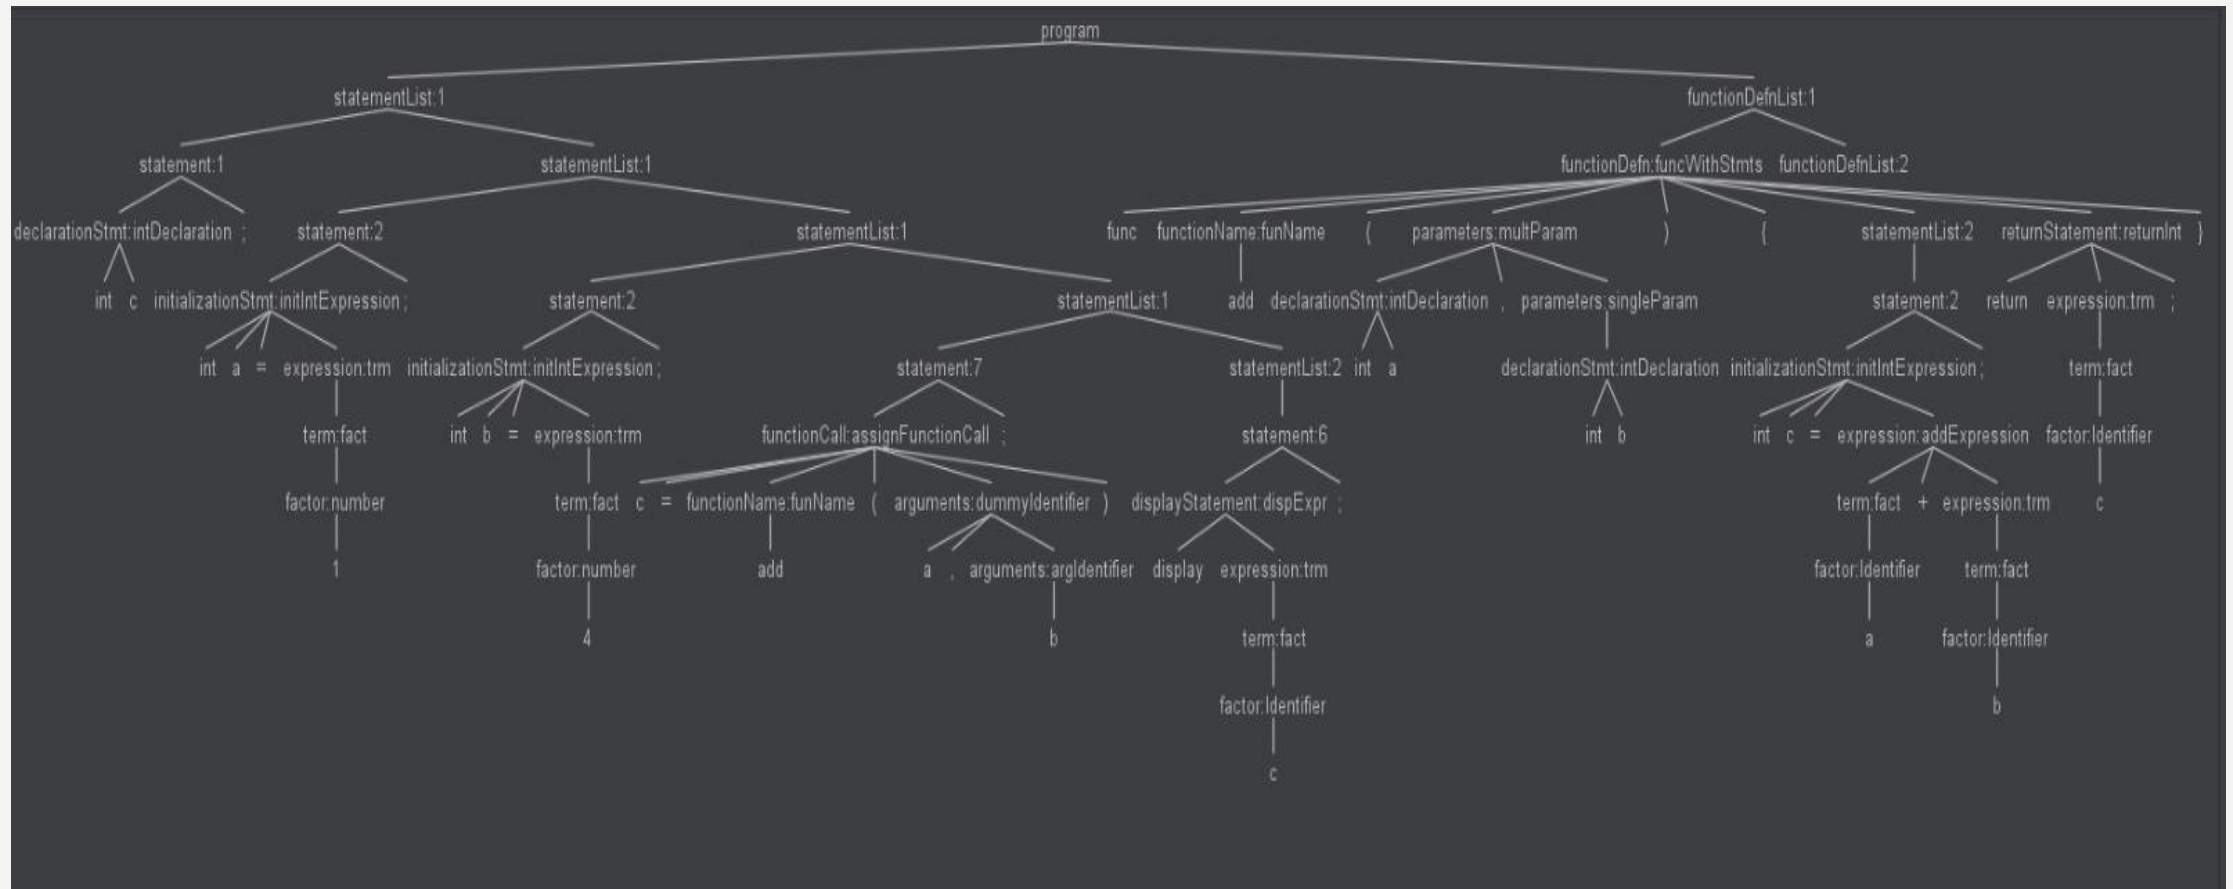 program
statementList:1 functionDefnList:1
statement:1 statementList:1 functionDefn:funcWithStmts functionDefnList:2
declarationStmt:intDeclaration ; statement:2 statementList:1 func functionName:funName ( parameters:multParam ) { statementList:2 returnStatement:returnInt }
int c initializationStmt:initIntExpression ; statement:2 statementList:1 add declarationStmt:intDeclaration , parameters:singleParam statement:2 return expression:trm ;
int a = expression:trm initializationStmt:initIntExpression ; statement:7 statementList:2 int a declarationStmt:intDeclaration initializationStmt:initIntExpression ; term:fact
term:fact int b = expression:trm functionCall:assignFunctionCall ; statement:6 int b int c = expression:addExpression factor:Identifier
factor:number term:fact c = functionName:funName ( arguments:dummyIdentifier ) displayStatement:dispExpr ; term:fact + expression:trm c
1 factor:number add a , arguments:argIdentifier display expression:trm factor:Identifier term:fact
4 b term:fact a factor:Identifier
factor:Identifier b
c